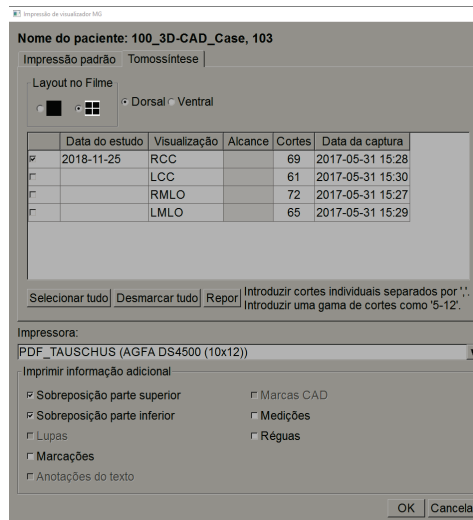 Impressão de visualizador MG
Nome do paciente: 100_3D-CAD_Case, 103
Impressão padrão Tomossíntese
Layout no Filme
Dorsal Ventral
Data do estudo Visualização Alcance Cortes Data da captura
2018-11-25 RCC 69 2017-05-31 15:28
LCC 61 2017-05-31 15:30
RMLO 72 2017-05-31 15:27
LMLO 65 2017-05-31 15:29
Selecionar tudo Desmarcar tudo Repor Introduzir cortes individuais separados por ','.
Introduzir uma gama de cortes como '5-12'.
Impressora:
PDF_TAUSCHUS (AGFA DS4500 (10x12))
Imprimir informação adicional
Sobreposição parte superior Marcas CAD
Sobreposição parte inferior Medições
Lupas Réguas
Marcações
Anotações do texto
OK Cancela